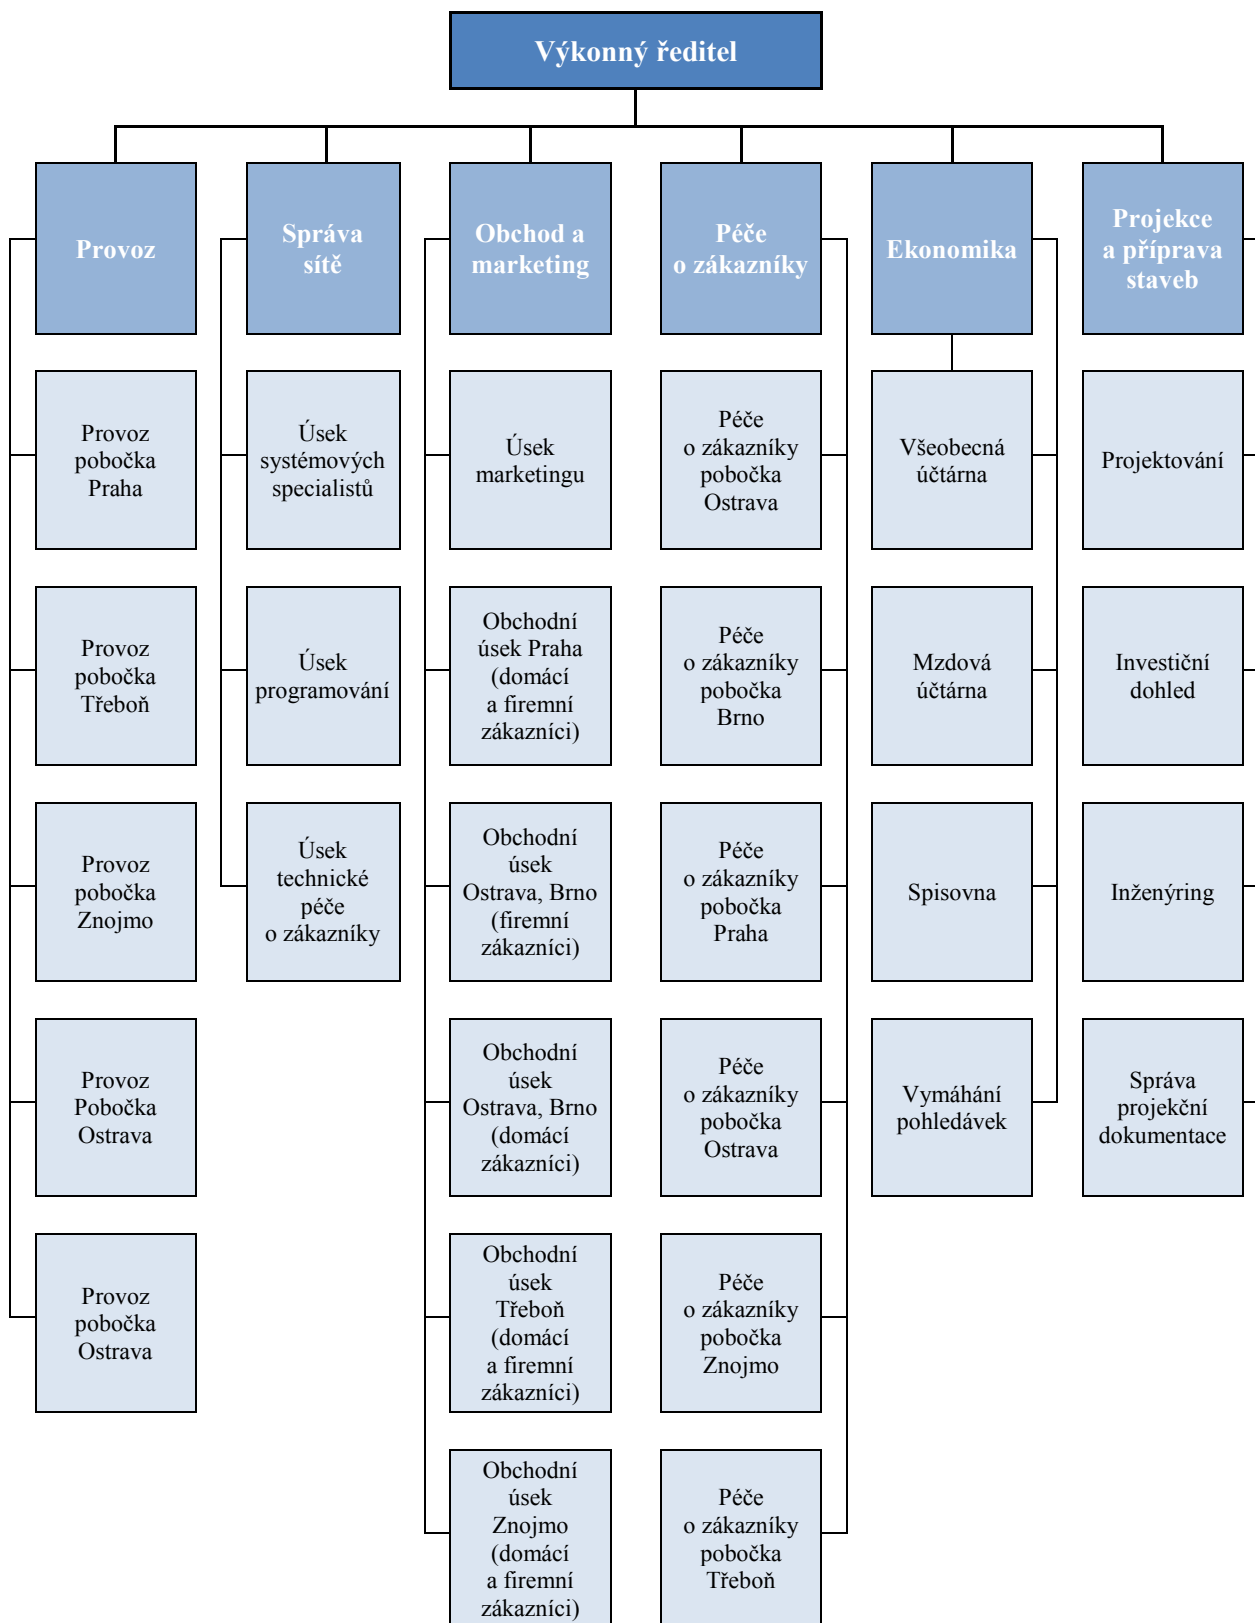 Výkonný ředitel
Provoz
Správa
sítě
Obchod a
marketing
Péče
o zákazníky
Ekonomika
Projekce
a příprava
staveb
Provoz
pobočka
Praha
Úsek
systémových
specialistů
Úsek
marketingu
Péče
o zákazníky
pobočka
Ostrava
Všeobecná
účtárna
Projektování
Provoz
pobočka
Třeboň
Úsek
programování
Obchodní
úsek Praha
(domácí
a firemní
zákazníci)
Péče
o zákazníky
pobočka
Brno
Mzdová
účtárna
Investiční
dohled
Provoz
pobočka
Znojmo
Úsek
technické
péče
o zákazníky
Obchodní
úsek
Ostrava, Brno
(firemní
zákazníci)
Péče
o zákazníky
pobočka
Praha
Spisovna
Inženýring
Provoz
Pobočka
Ostrava
Obchodní
úsek
Ostrava, Brno
(domácí
zákazníci)
Péče
o zákazníky
pobočka
Ostrava
Vymáhání
pohledávek
Správa
projekční
dokumentace
Provoz
pobočka
Ostrava
Obchodní
úsek
Třeboň
(domácí
a firemní
zákazníci)
Péče
o zákazníky
pobočka
Znojmo
Obchodní
úsek
Znojmo
(domácí
a firemní
zákazníci)
Péče
o zákazníky
pobočka
Třeboň